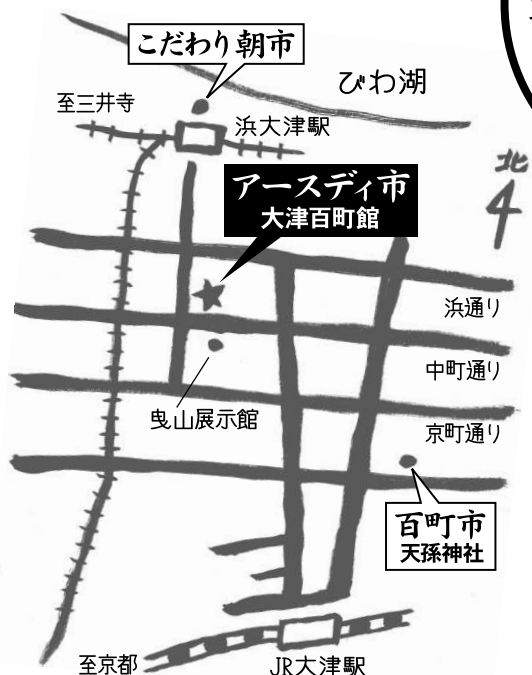 こだわり朝市
びわ湖
至三井寺
浜大津駅
北
アースディ市
大津百町館
浜通り
中町通り
曳山展示館
京町通り
百町市
天孫神社
至京都
JR大津駅